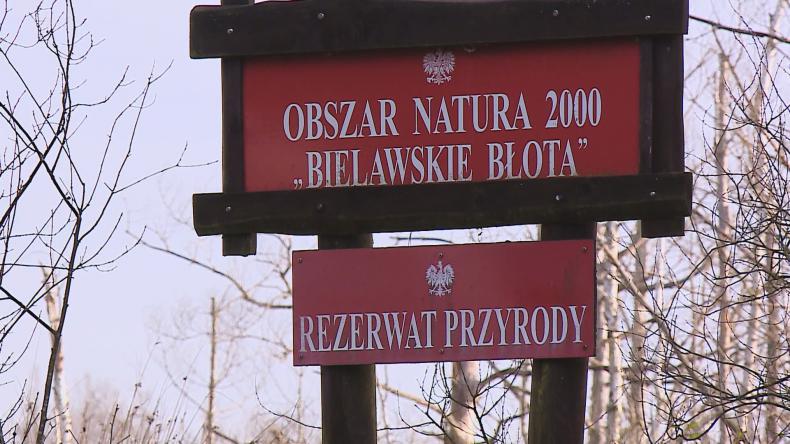 OBSZAR NATURA 2000
„BIELAWSKIE BŁOTA”
REZERWAT PRZYRODY